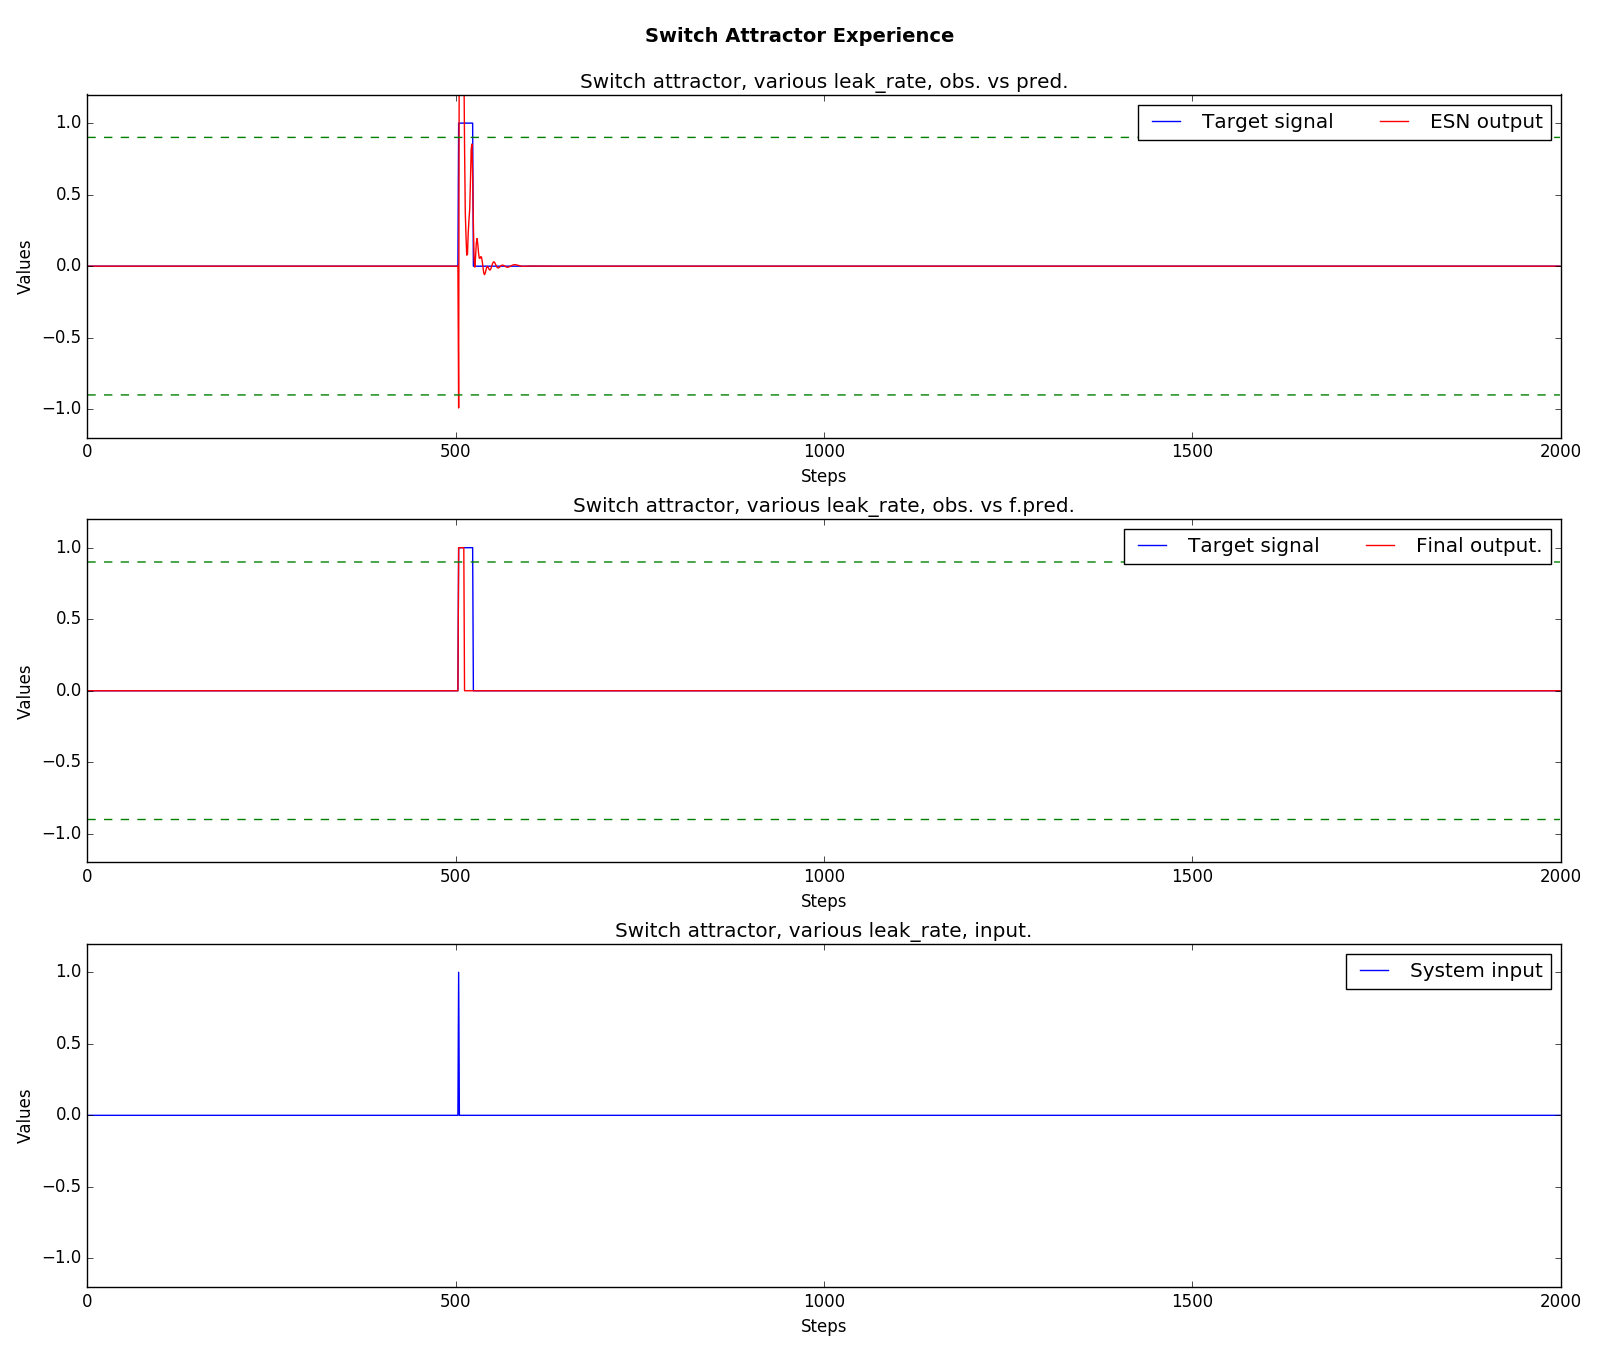 Switch Attractor Experience
Switch attractor, various leak_rate, obs. vs pred.
Target signal ESN output
1.0
0.5
0.0
−0.5
−1.0
Values
0 500 1000 1500 2000
Steps
Switch attractor, various leak_rate, obs. vs f.pred.
Target signal Final output.
1.0
0.5
0.0
−0.5
−1.0
Values
0 500 1000 1500 2000
Steps
Switch attractor, various leak_rate, input.
System input
1.0
0.5
0.0
−0.5
−1.0
Values
0 500 1000 1500 2000
Steps